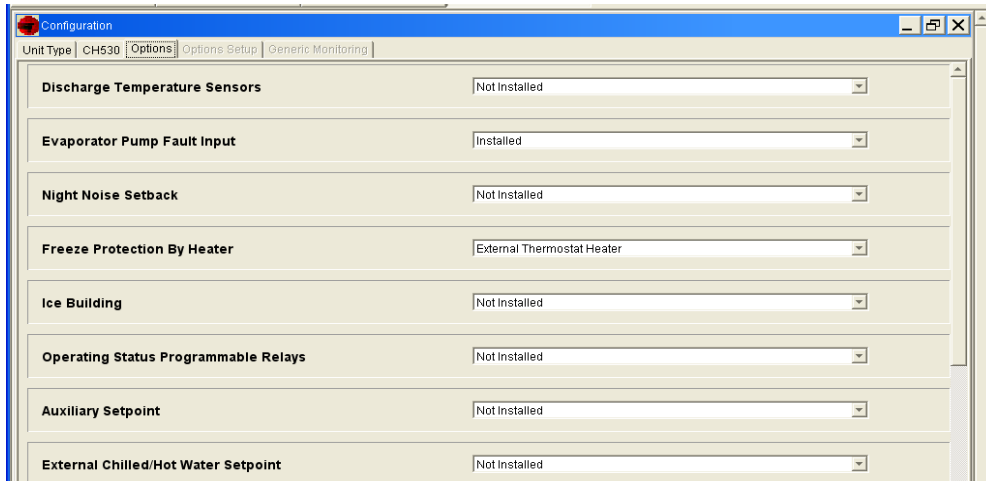 Configuration
Unit Type CH530 Options Options Setup Generic Monitoring
Discharge Temperature Sensors Not Installed
Evaporator Pump Fault Input Installed
Night Noise Setback Not Installed
Freeze Protection By Heater External Thermostat Heater
Ice Building Not Installed
Operating Status Programmable Relays Not Installed
Auxiliary Setpoint Not Installed
External Chilled/Hot Water Setpoint Not Installed